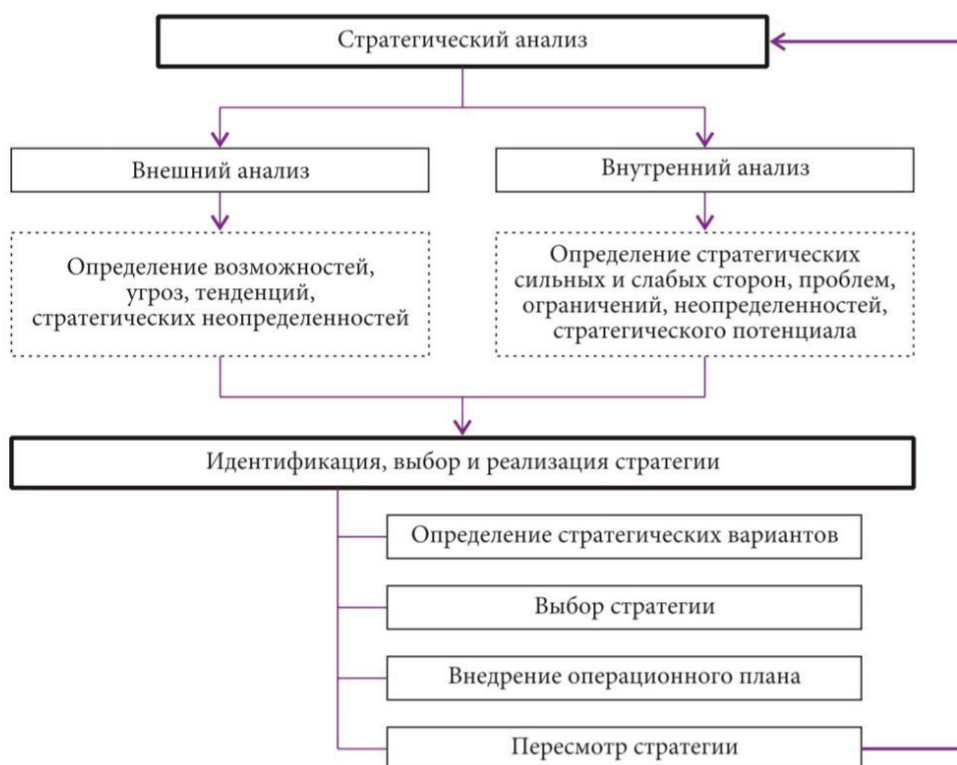 Стратегический анализ
Внешний анализ
Внутренний анализ
Определение возможностей,
угроз, тенденций,
стратегических неопределенностей
Определение стратегических
сильных и слабых сторон, проблем,
ограничений, неопределенностей,
стратегического потенциала
Идентификация, выбор и реализация стратегии
Определение стратегических вариантов
Выбор стратегии
Внедрение операционного плана
Пересмотр стратегии